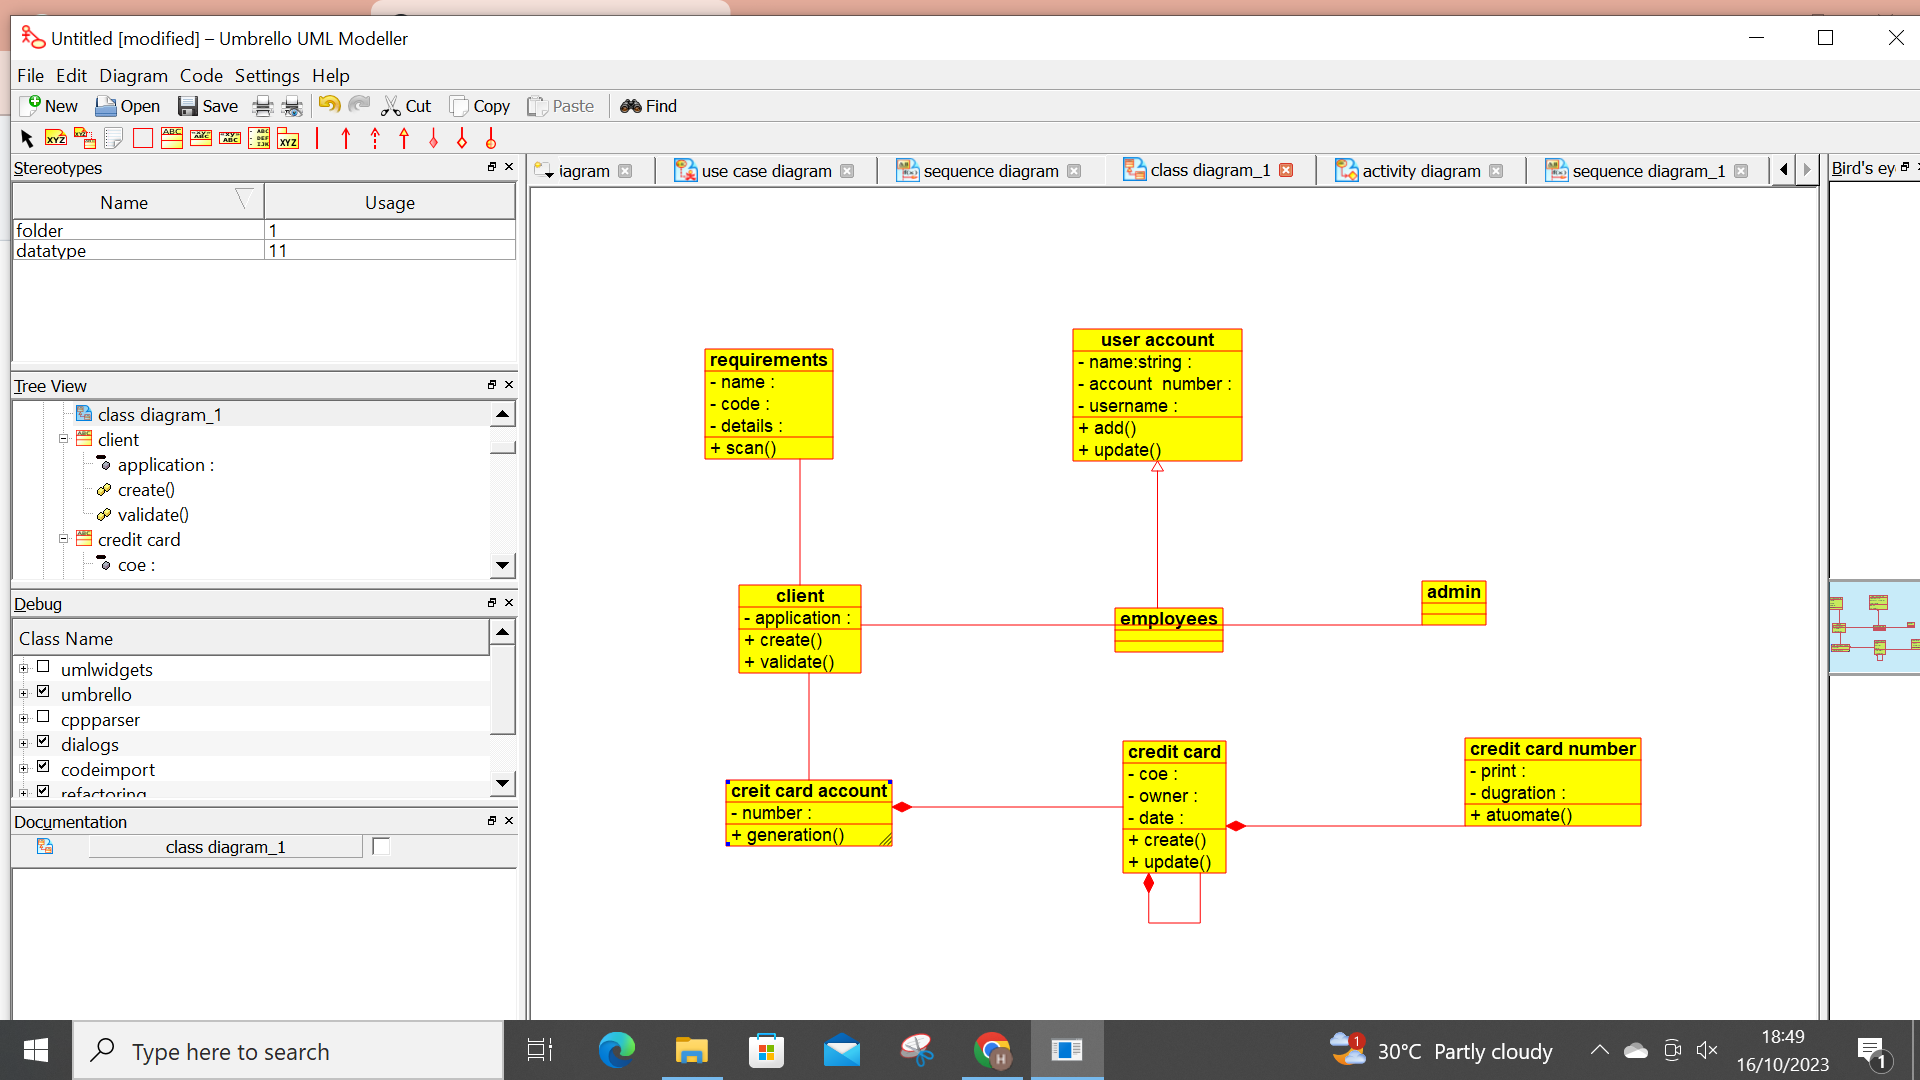 Untitled [modified] – Umbrello UML Modeller
File Edit Diagram Code Settings Help
New Open Save Cut Copy Paste Find
Stereotypes
Name Usage
folder 1
datatype 11
Tree View
class diagram_1
client
application :
create()
validate()
credit card
coe :
Debug
Class Name
umlwidgets
umbrello
cppparser
dialogs
codeimport
refactoring
Documentation
class diagram_1
iagram
use case diagram
sequence diagram
class diagram_1
activity diagram
sequence diagram_1
Bird's ey
requirements
- name :
- code :
- details :
+ scan()
user account
- name:string :
- account number :
- username :
+ add()
+ update()
client
- application :
+ create()
+ validate()
employees
admin
creit card account
- number :
+ generation()
credit card
- coe :
- owner :
- date :
+ create()
+ update()
credit card number
- print :
- dugration :
+ atuomate()
Type here to search
H
1
30°C Partly cloudy
18:49
16/10/2023
1